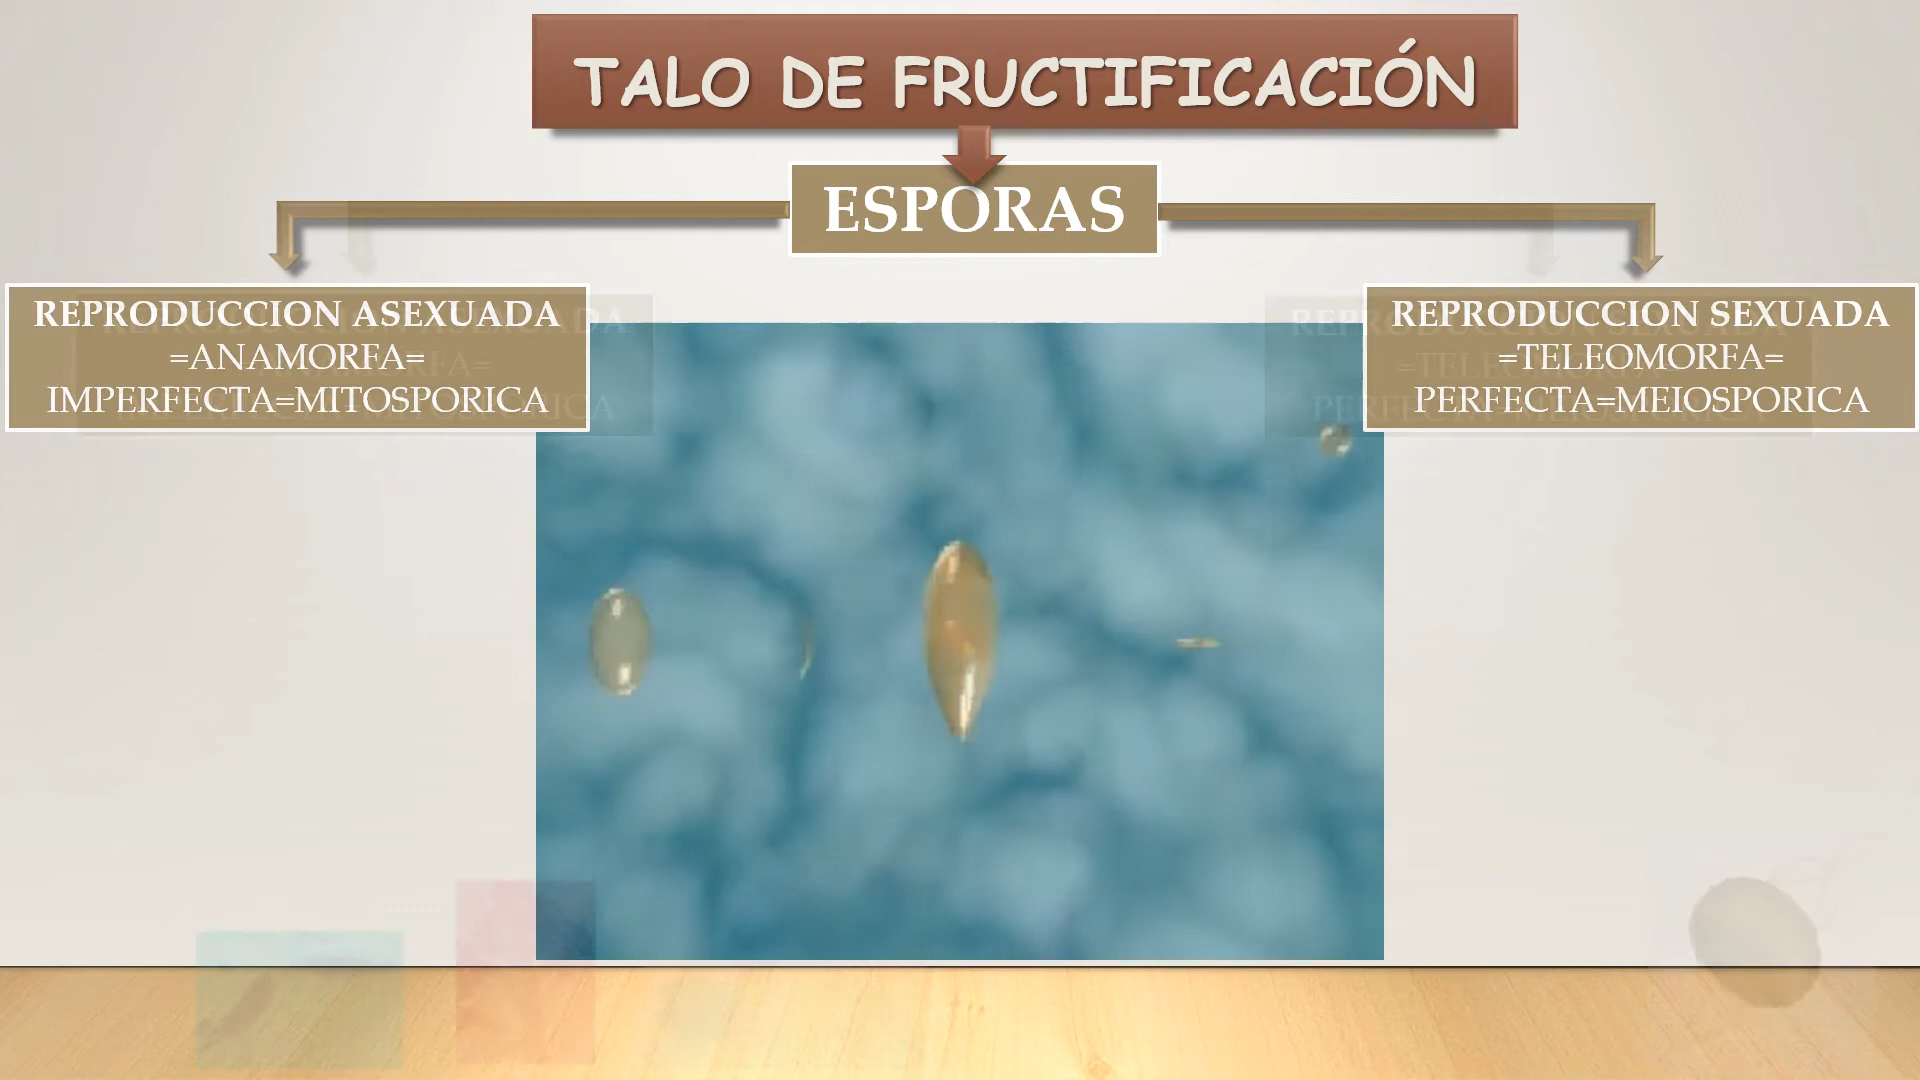 TALO DE FRUCTIFICACIÓN
ESPORAS
REPRODUCCION ASEXUADA
=ANAMORFA=
IMPERFECTA=MITOSPORICA
REPRODUCCION SEXUADA
=TELEOMORFA=
PERFECTA=MEIOSPORICA